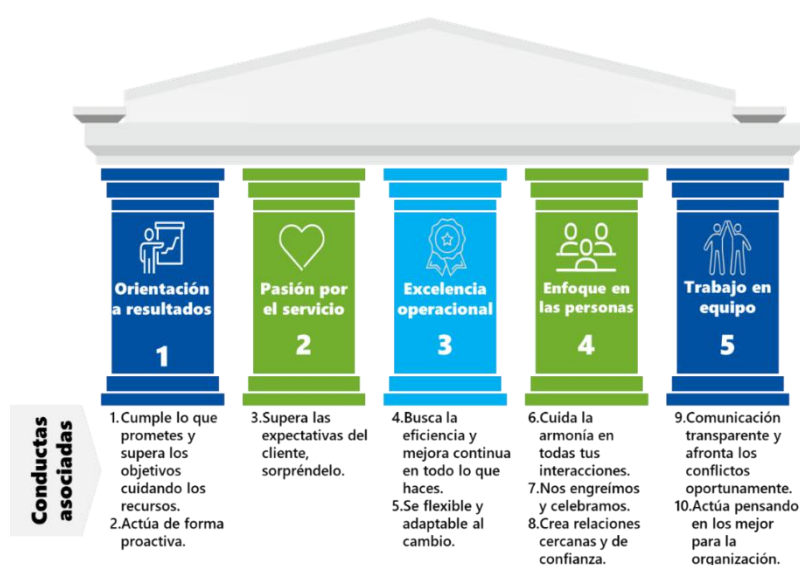 Orientación
a resultados
1
Pasión por
el servicio
2
Excelencia
operacional
3
Enfoque en
las personas
4
Trabajo en
equipo
5
Conductas
asociadas
1.Cumple lo que
prometes y
supera los
objetivos
cuidando los
recursos.
2.Actúa de forma
proactiva.
3.Supera las
expectativas del
cliente,
sorpréndelo.
4.Busca la
eficiencia y
mejora continua
en todo lo que
haces.
5.Se flexible y
adaptable al
cambio.
6.Cuida la
armonía en
todas tus
interacciones.
7.Nos engreímos
y celebramos.
8.Crea relaciones
cercanas y de
confianza.
9.Comunicación
transparente y
afronta los
conflictos
oportunamente.
10.Actúa pensando
en los mejor
para la
organización.